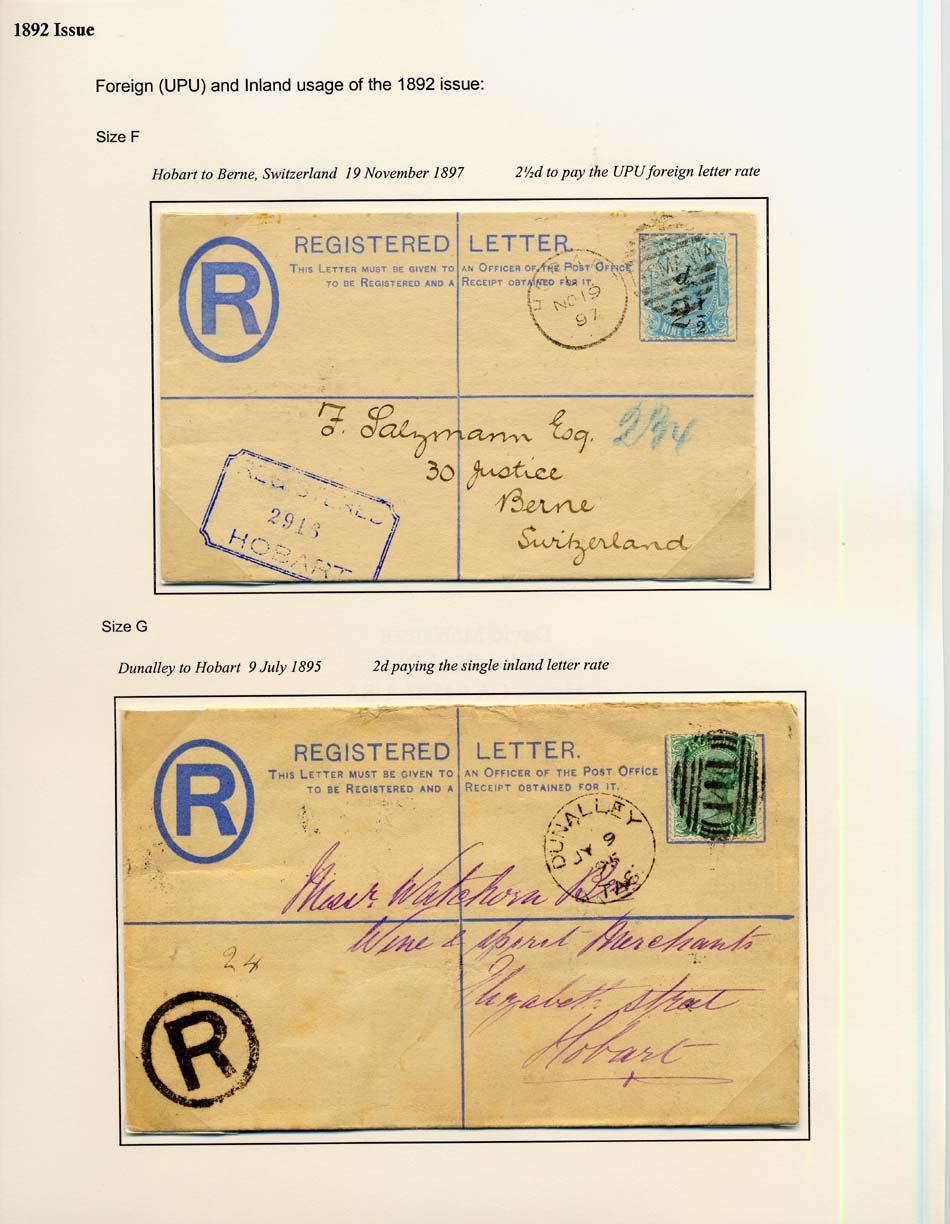 1892 Issue
Foreign (UPU) and Inland usage of the 1892 issue:
Size F
Hobart to Berne, Switzerland 19 November 1897 2½d to pay the UPU foreign letter rate
R
REGISTERED LETTER.
THIS LETTER MUST BE GIVEN TO AN OFFICER OF THE POST OFFICE
TO BE REGISTERED AND A RECEIPT OBTAINED FOR IT.
NO 19
97
d
2 1/2
NINE PENCE
F. Salzmann Esq.
30 Justice
Berne
Switzerland
REGISTERED
2913
HOBART
Size G
Dunalley to Hobart 9 July 1895 2d paying the single inland letter rate
R
REGISTERED LETTER.
THIS LETTER MUST BE GIVEN TO AN OFFICER OF THE POST OFFICE
TO BE REGISTERED AND A RECEIPT OBTAINED FOR IT.
DUNALLEY
JY 9
95
TAS.
144
Messr Watchorn Bros
Wine & spirit Merchants
Elizabeth street
Hobart
24
R